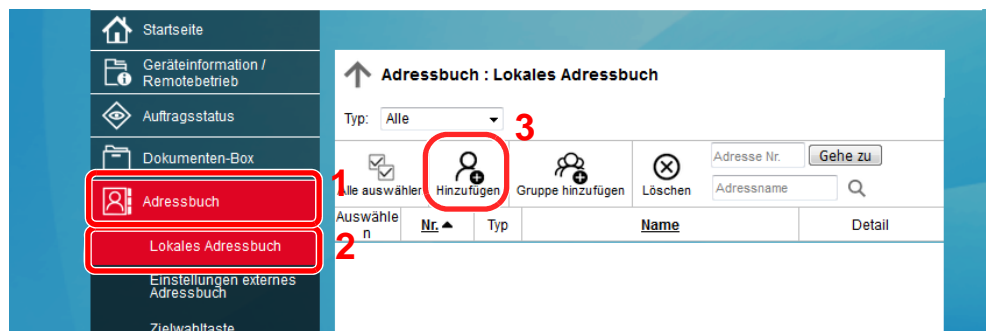 Startseite
Geräteinformation /
Remotebetrieb
Auftragsstatus
Dokumenten-Box
1
Adressbuch
2
Lokales Adressbuch
Einstellungen externes
Adressbuch
Zielwahltaste
Adressbuch : Lokales Adressbuch
Typ: Alle
3
Alle auswähler Hinzufügen Gruppe hinzufügen Löschen
Adresse Nr. Gehe zu
Adressname
Auswähle
n
Nr. Typ Name Detail